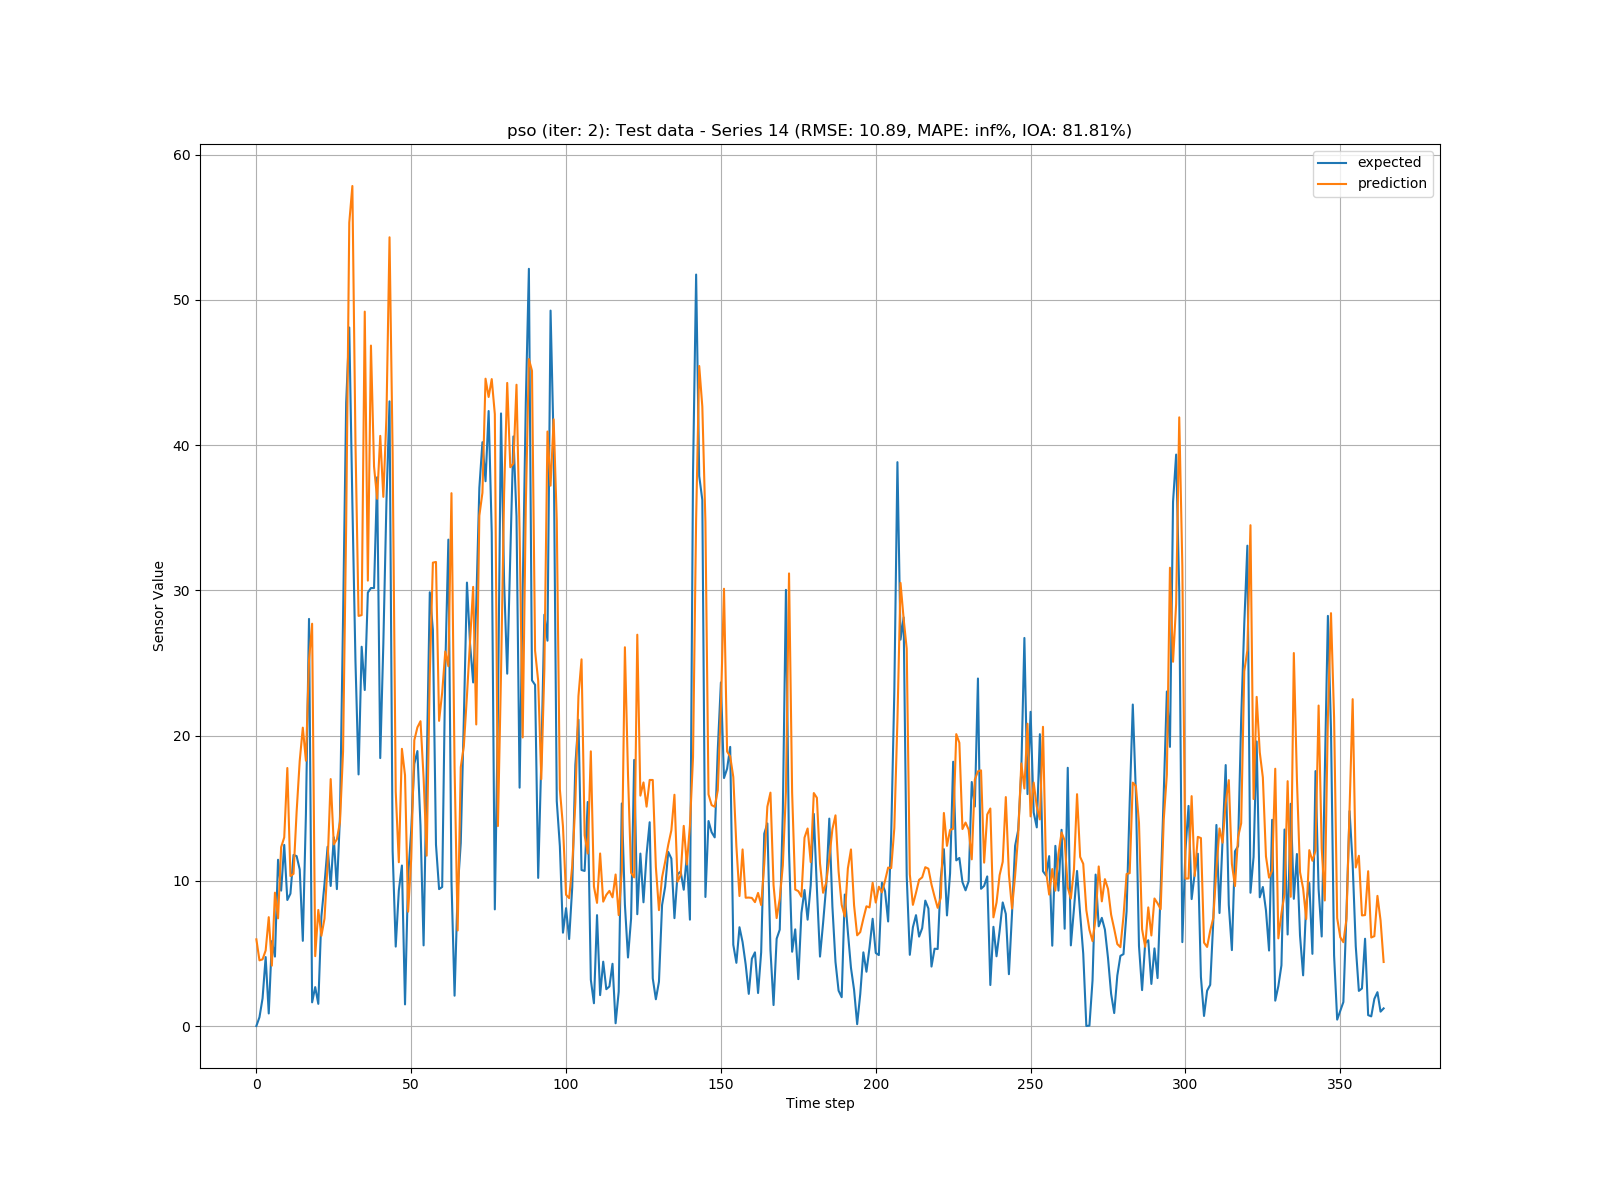 pso (iter: 2): Test data - Series 14 (RMSE: 10.89, MAPE: inf%, IOA: 81.81%)
expected
prediction
60
50
40
30
20
10
0
Sensor Value
0 50 100 150 200 250 300 350
Time step